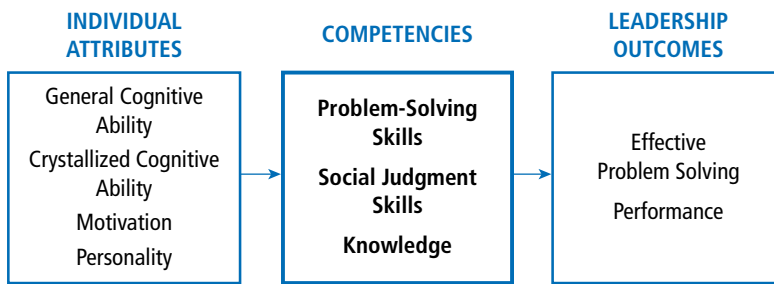 INDIVIDUAL
ATTRIBUTES
General Cognitive
Ability
Crystallized Cognitive
Ability
Motivation
Personality
COMPETENCIES
Problem-Solving
Skills
Social Judgment
Skills
Knowledge
LEADERSHIP
OUTCOMES
Effective
Problem Solving
Performance